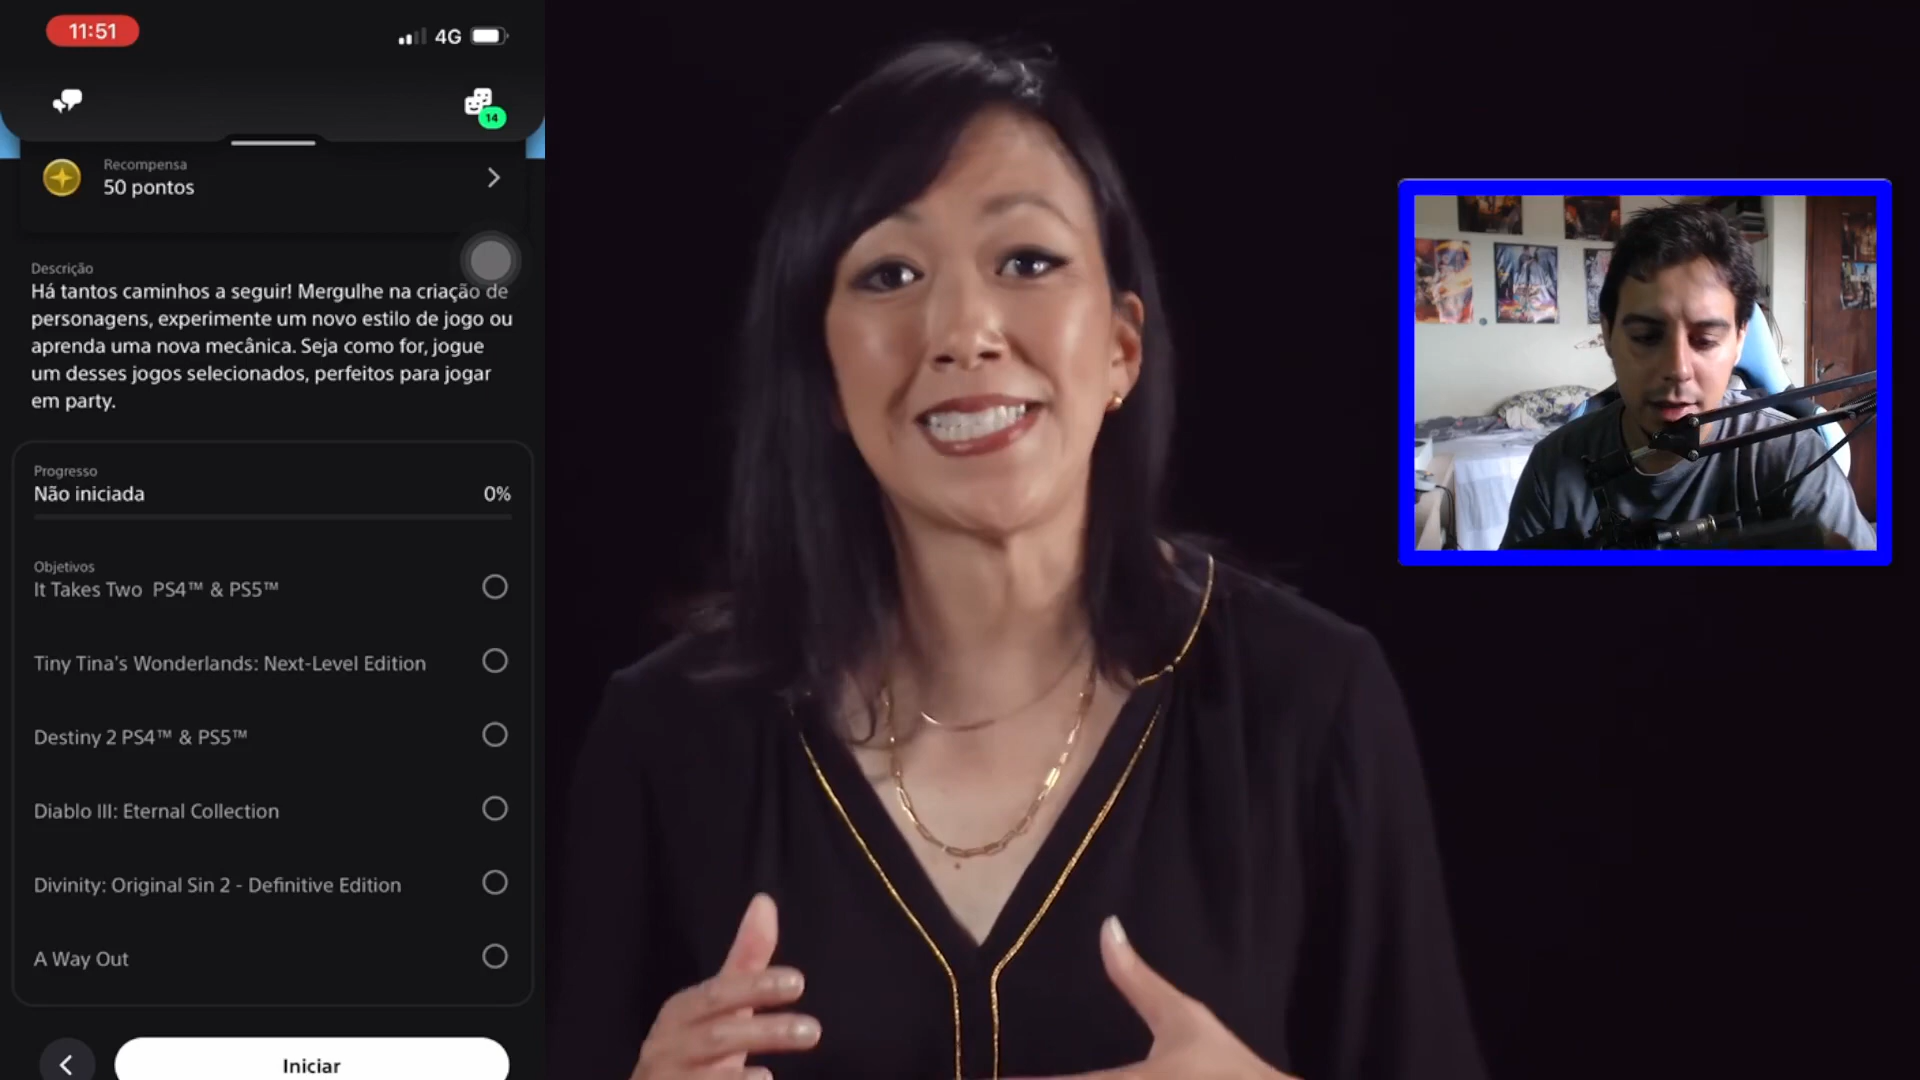 11:51
4G
14
Recompensa
50 pontos
Descrição
Há tantos caminhos a seguir! Mergulhe na criação de
personagens, experimente um novo estilo de jogo ou
aprenda uma nova mecânica. Seja como for, jogue
um desses jogos selecionados, perfeitos para jogar
em party.
Progresso
Não iniciada 0%
Objetivos
It Takes Two PS4™ & PS5™
Tiny Tina's Wonderlands: Next-Level Edition
Destiny 2 PS4™ & PS5™
Diablo III: Eternal Collection
Divinity: Original Sin 2 - Definitive Edition
A Way Out
Iniciar